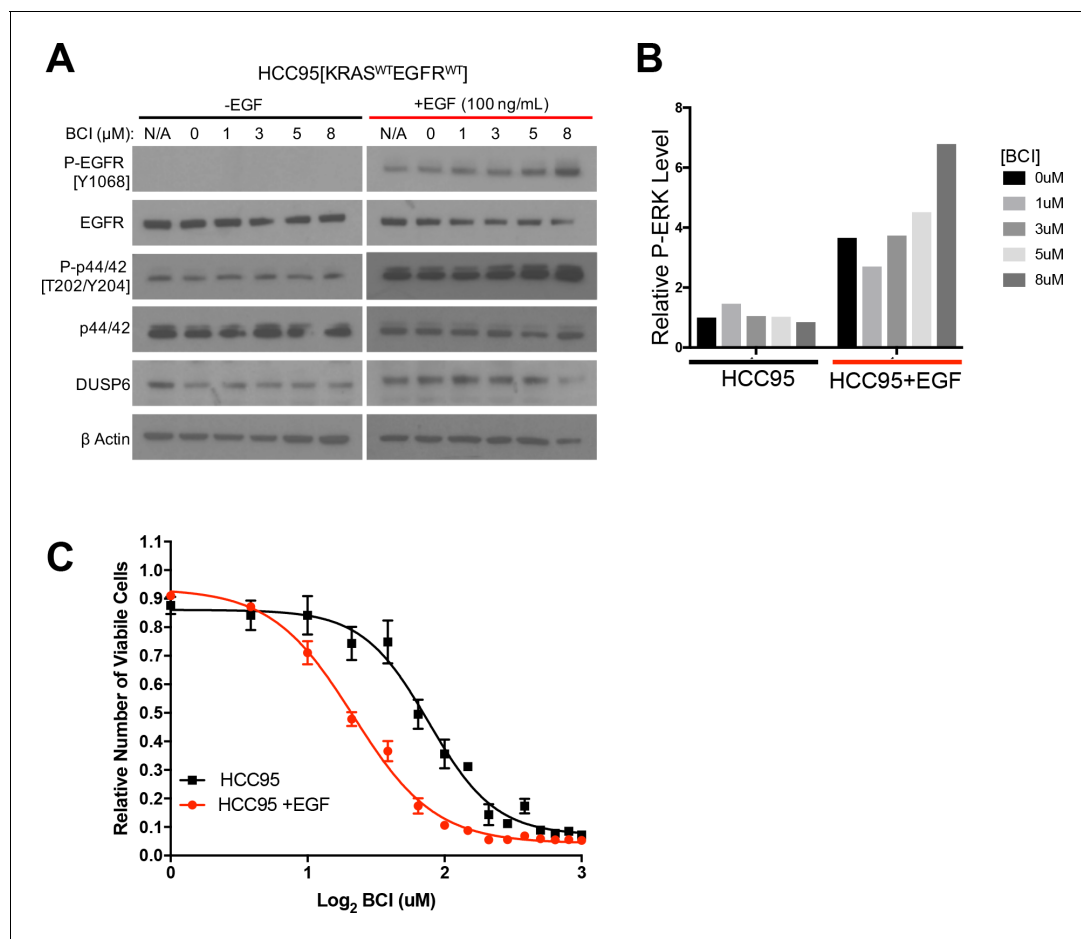 A
HCC95[KRASWTEGFRWT]
-EGF
+EGF (100 ng/mL)
BCI (µM): N/A 0 1 3 5 8 N/A 0 1 3 5 8
P-EGFR
[Y1068]
EGFR
P-p44/42
[T202/Y204]
p44/42
DUSP6
β Actin
B
Relative P-ERK Level
8
6
4
2
0
HCC95
HCC95+EGF
[BCI]
0uM
1uM
3uM
5uM
8uM
C
Relative Number of Viabile Cells
1.1
1.0
0.9
0.8
0.7
0.6
0.5
0.4
0.3
0.2
0.1
0.0
HCC95
HCC95 +EGF
0 1 2 3
Log2 BCI (uM)